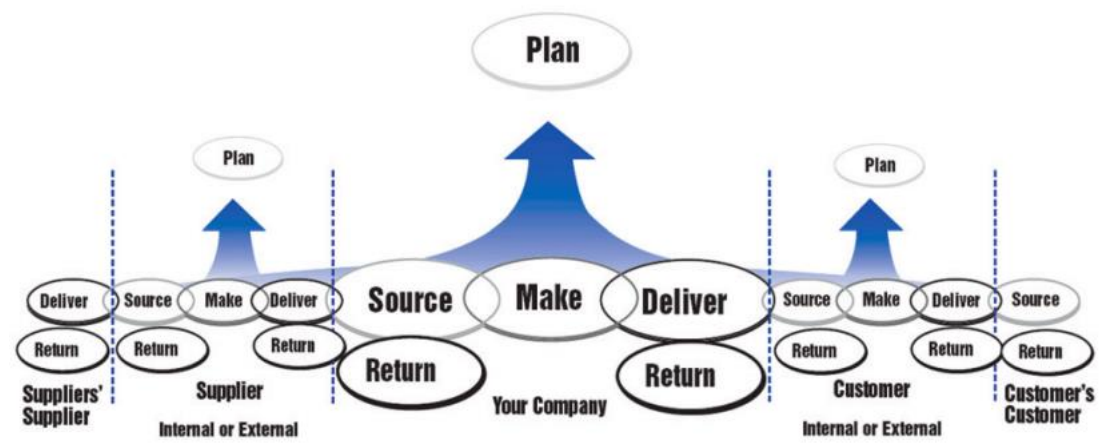 Plan
Plan
Plan
Deliver
Source
Make
Deliver
Source
Make
Deliver
Source
Make
Deliver
Source
Return
Return
Return
Return
Return
Return
Return
Return
Suppliers'
Supplier
Supplier
Internal or External
Your Company
Customer
Internal or External
Customer's
Customer